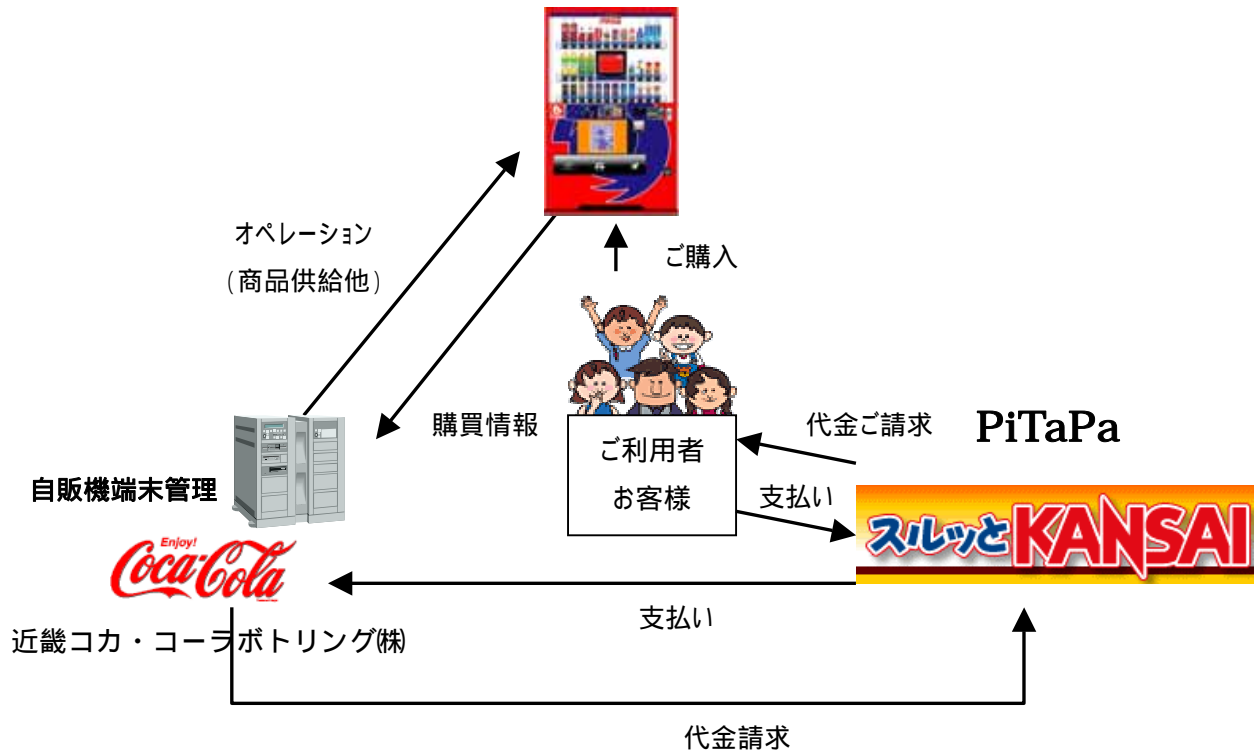 オペレーション
(商品供給他)
ご購入
購買情報
ご利用者
お客様
代金ご請求
PiTaPa
支払い
自販機端末管理
スルッとKANSAI
Enjoy!
Coca-Cola
支払い
近畿コカ・コーラボトリング㈱
代金請求